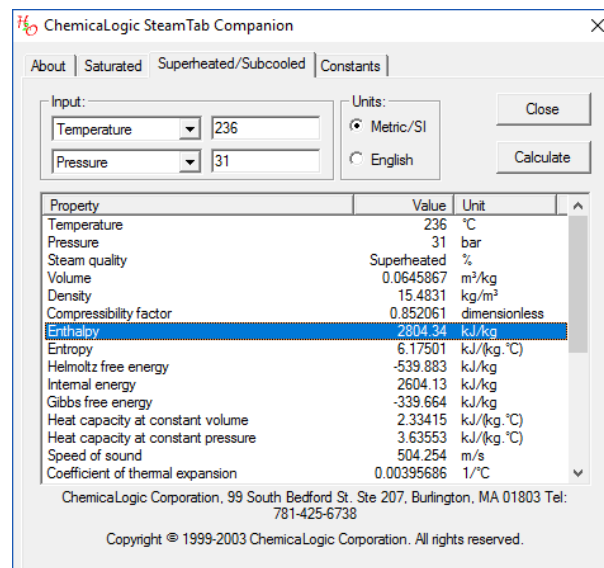 H2O ChemicaLogic SteamTab Companion
About Saturated Superheated/Subcooled Constants
Input: Units:
Temperature 236 Metric/SI Close
Pressure 31 English Calculate
Property Value Unit
Temperature 236 °C
Pressure 31 bar
Steam quality Superheated %
Volume 0.0645867 m³/kg
Density 15.4831 kg/m³
Compressibility factor 0.852061 dimensionless
Enthalpy 2804.34 kJ/kg
Entropy 6.17501 kJ/(kg.°C)
Helmoltz free energy -539.883 kJ/kg
Internal energy 2604.13 kJ/kg
Gibbs free energy -339.664 kJ/kg
Heat capacity at constant volume 2.33415 kJ/(kg.°C)
Heat capacity at constant pressure 3.63553 kJ/(kg.°C)
Speed of sound 504.254 m/s
Coefficient of thermal expansion 0.00395686 1/°C
ChemicaLogic Corporation, 99 South Bedford St. Ste 207, Burlington, MA 01803 Tel:
781-425-6738
Copyright © 1999-2003 ChemicaLogic Corporation. All rights reserved.